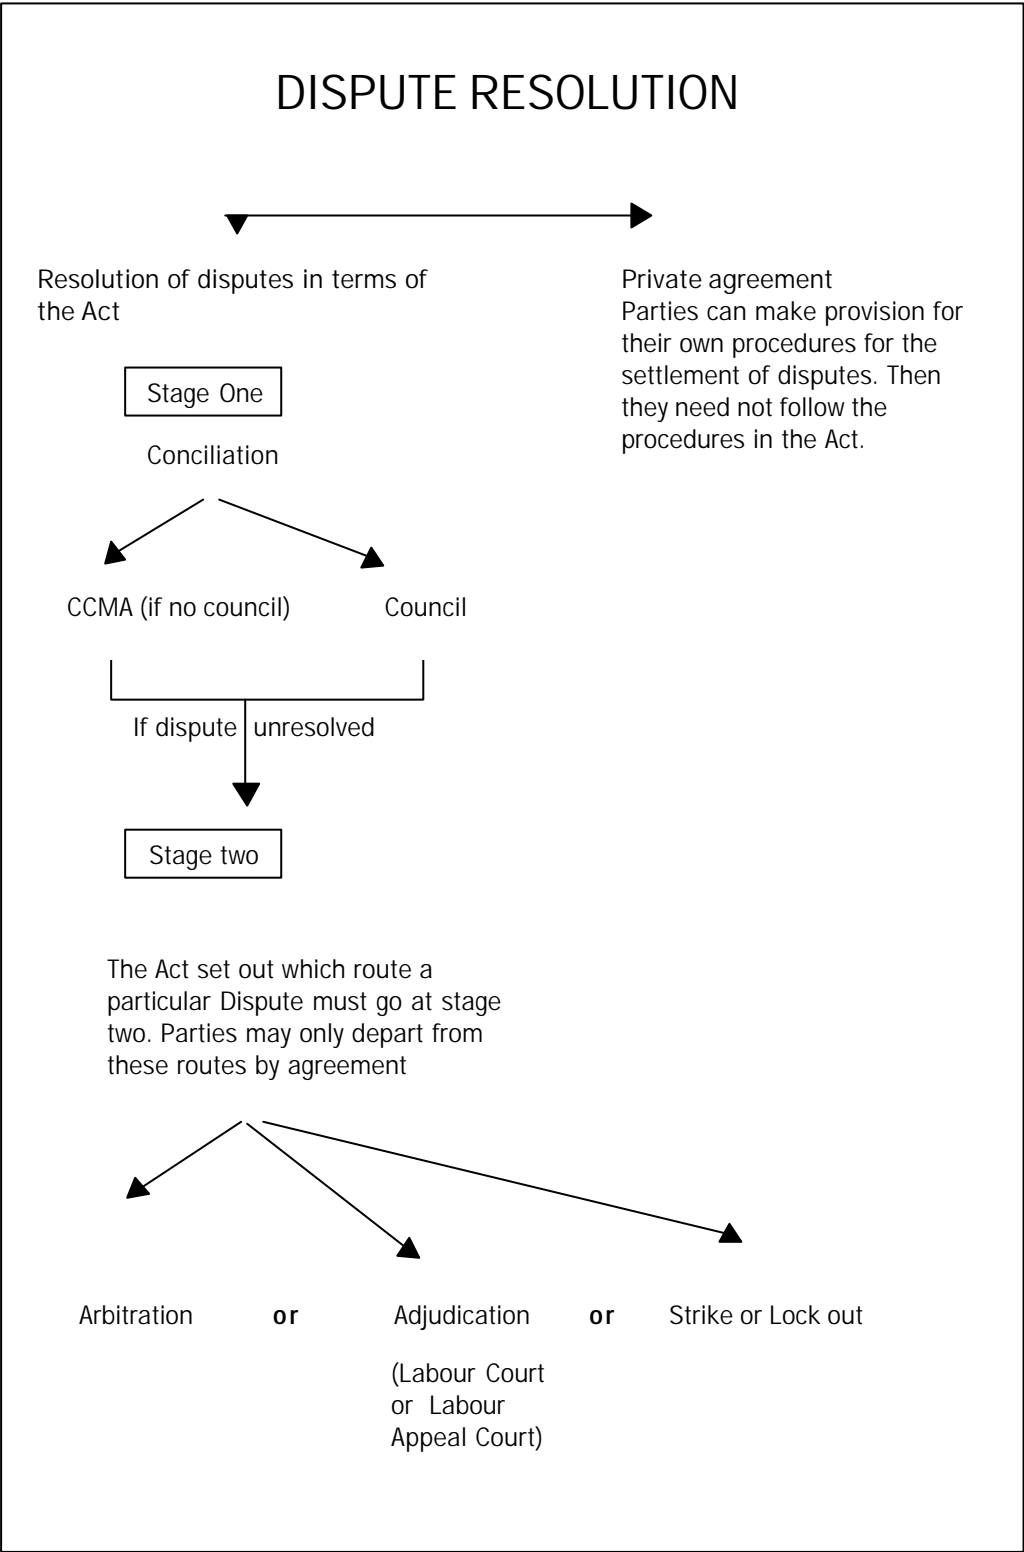 DISPUTE RESOLUTION
Resolution of disputes in terms of
the Act
Private agreement
Parties can make provision for
their own procedures for the
settlement of disputes. Then
they need not follow the
procedures in the Act.
Stage One
Conciliation
CCMA (if no council)
Council
If dispute unresolved
Stage two
The Act set out which route a
particular Dispute must go at stage
two. Parties may only depart from
these routes by agreement
Arbitration or Adjudication or Strike or Lock out
(Labour Court
or Labour
Appeal Court)